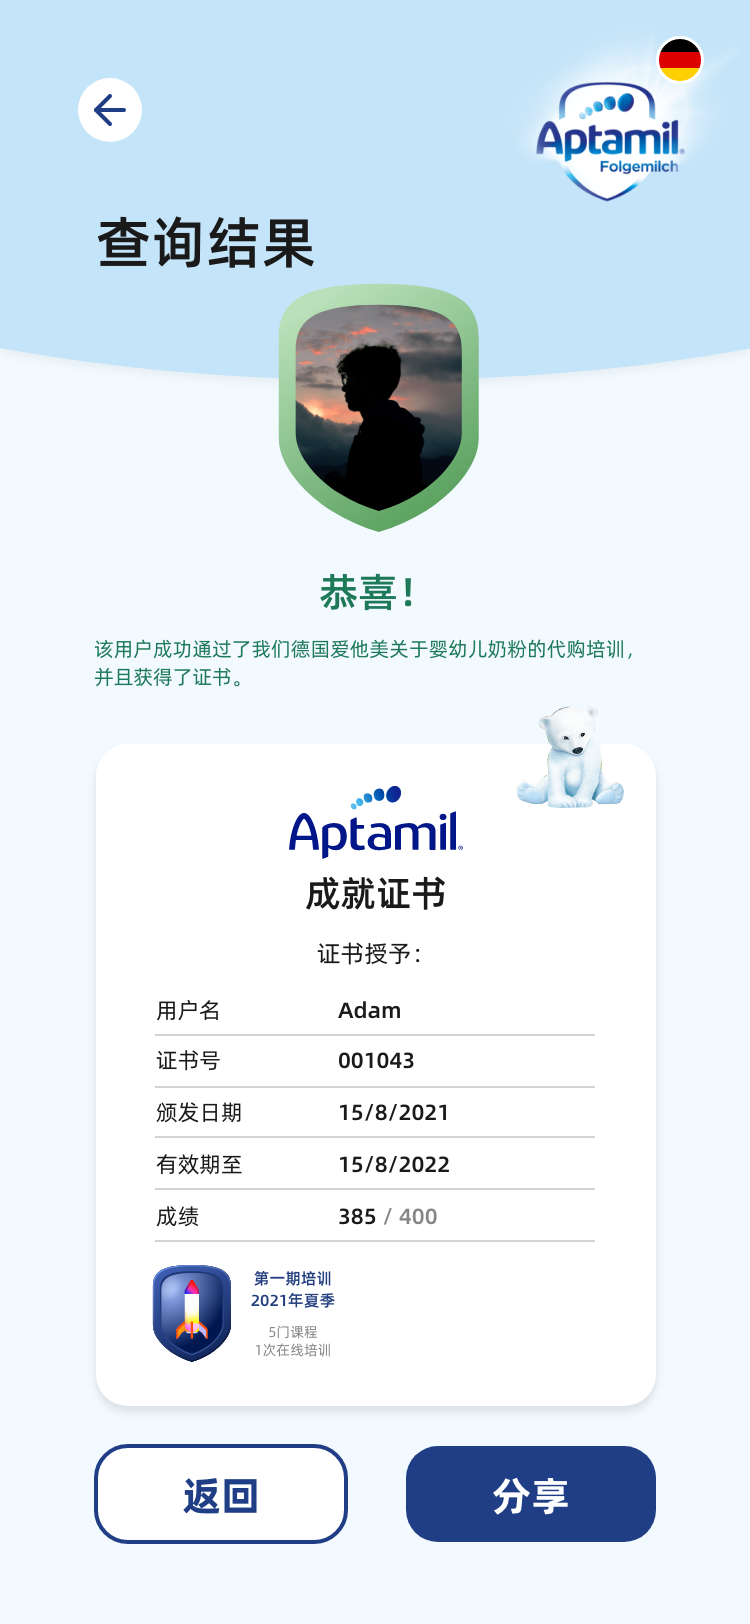 Aptamil
Folgemilch
查询结果
恭喜！
该用户成功通过了我们德国爱他美关于婴幼儿奶粉的代购培训，
并且获得了证书。
Aptamil®
成就证书
证书授予：
用户名 Adam
证书号 001043
颁发日期 15/8/2021
有效期至 15/8/2022
成绩 385 / 400
第一期培训
2021年夏季
5门课程
1次在线培训
返回 分享